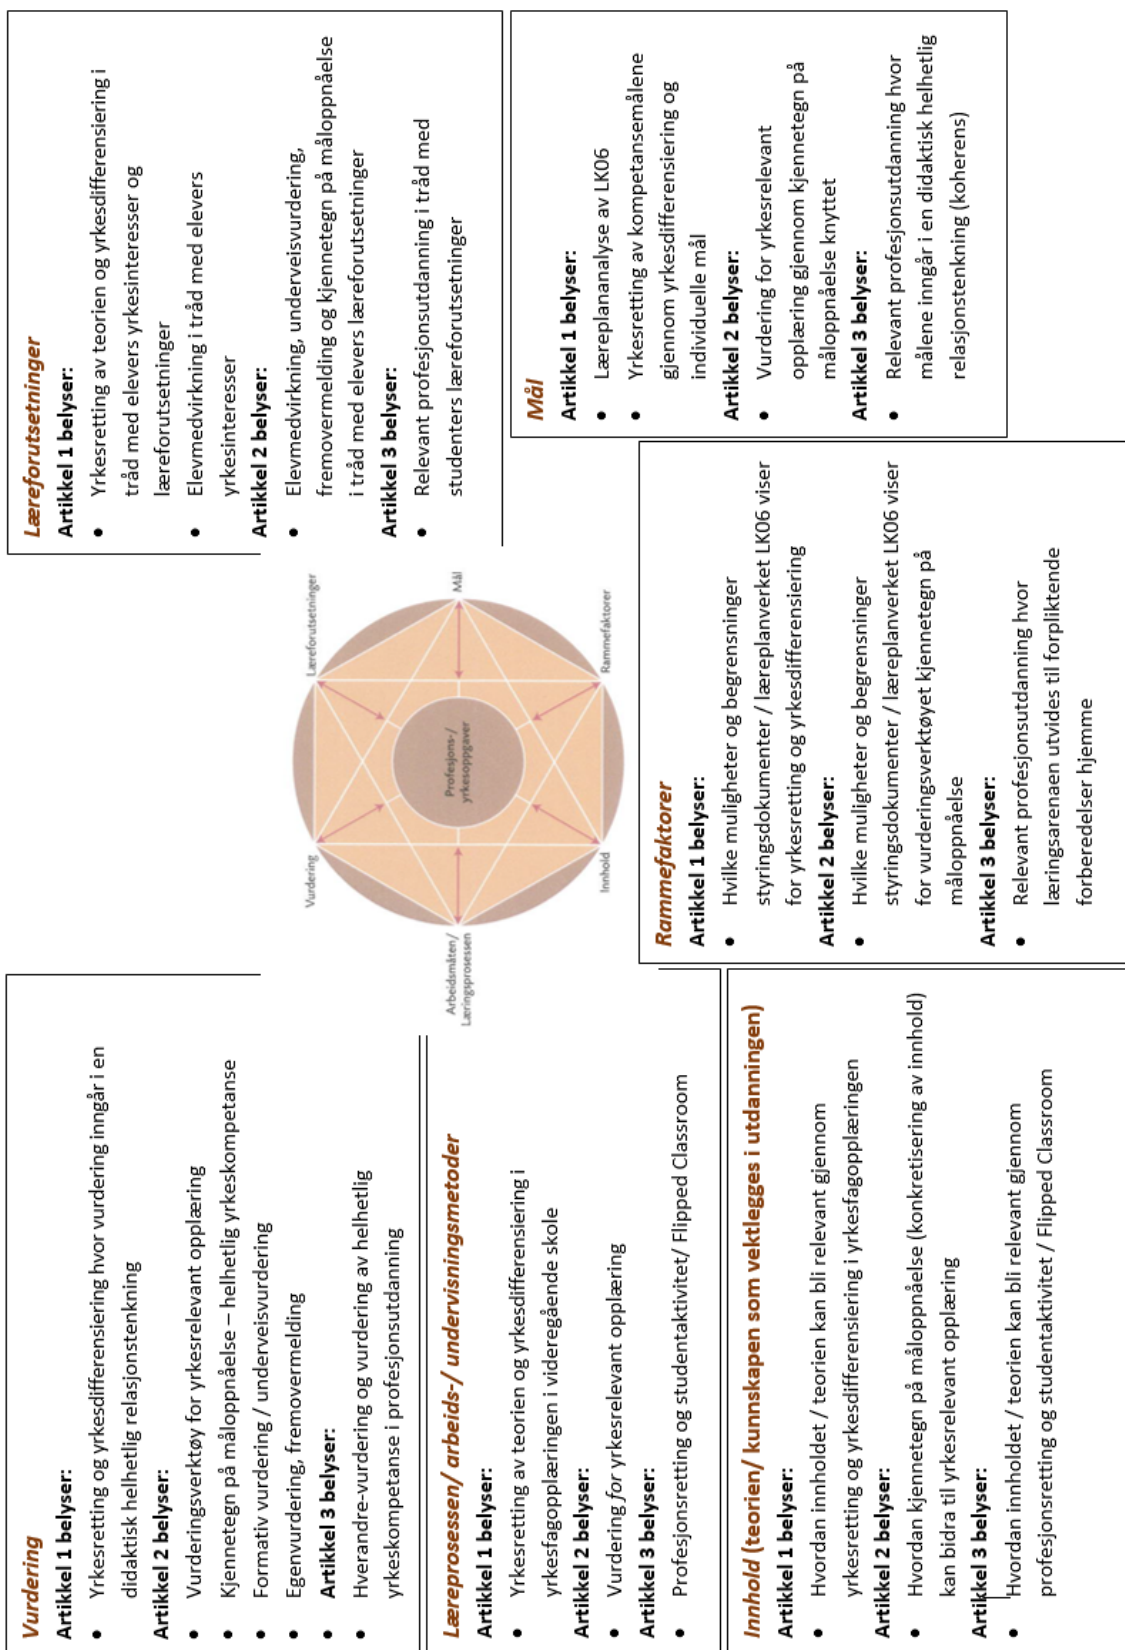 Vurdering
Artikkel 1 belyser:
● Yrkesretting og yrkesdifferensiering hvor vurdering inngår i en
didaktisk helhetlig relasjonstenkning
Artikkel 2 belyser:
● Vurderingsverktøy for yrkesrelevant opplæring
● Kjennetegn på måloppnåelse – helhetlig yrkeskompetanse
● Formativ vurdering / underveisvurdering
● Egenvurdering, fremovermelding
● Artikkel 3 belyser:
● Hverandre-vurdering og vurdering av helhetlig
yrkeskompetanse i profesjonsutdanning
Læreprosessen/ arbeids-/ undervisningsmetoder
Artikkel 1 belyser:
● Yrkesretting av teorien og yrkesdifferensiering i
yrkesfagopplæringen i videregående skole
Artikkel 2 belyser:
● Vurdering for yrkesrelevant opplæring
Artikkel 3 belyser:
● Profesjonsretting og studentaktivitet/ Flipped Classroom
Innhold (teorien/ kunnskapen som vektlegges i utdanningen)
Artikkel 1 belyser:
● Hvordan innholdet / teorien kan bli relevant gjennom
yrkesretting og yrkesdifferensiering i yrkesfagopplæringen
Artikkel 2 belyser:
● Hvordan kjennetegn på måloppnåelse (konkretisering av innhold)
kan bidra til yrkesrelevant opplæring
Artikkel 3 belyser:
● Hvordan innholdet / teorien kan bli relevant gjennom
profesjonsretting og studentaktivitet / Flipped Classroom
Vurdering
Læreforutsetninger
Arbeidsmåten/
Læringsprosessen
Profesjons-/
yrkesoppgaver
Mål
Innhold
Rammefaktorer
Læreforutsetninger
Artikkel 1 belyser:
● Yrkesretting av teorien og yrkesdifferensiering i
tråd med elevers yrkesinteresser og
læreforutsetninger
● Elevmedvirkning i tråd med elevers
yrkesinteresser
Artikkel 2 belyser:
● Elevmedvirkning, underveisvurdering,
fremovermelding og kjennetegn på måloppnåelse
i tråd med elevers læreforutsetninger
Artikkel 3 belyser:
● Relevant profesjonsutdanning i tråd med
studenters læreforutsetninger
Mål
Artikkel 1 belyser:
● Læreplananalyse av LK06
● Yrkesretting av kompetansemålene
gjennom yrkesdifferensiering og
individuelle mål
Artikkel 2 belyser:
● Vurdering for yrkesrelevant
opplæring gjennom kjennetegn på
måloppnåelse knyttet
Artikkel 3 belyser:
● Relevant profesjonsutdanning hvor
målene inngår i en didaktisk helhetlig
relasjonstenkning (koherens)
Rammefaktorer
Artikkel 1 belyser:
● Hvilke muligheter og begrensninger
styringsdokumenter / læreplanverket LK06 viser
for yrkesretting og yrkesdifferensiering
Artikkel 2 belyser:
● Hvilke muligheter og begrensninger
styringsdokumenter / læreplanverket LK06 viser
for vurderingsverktøyet kjennetegn på
måloppnåelse
Artikkel 3 belyser:
● Relevant profesjonsutdanning hvor
læringsarenaen utvides til forpliktende
forberedelser hjemme